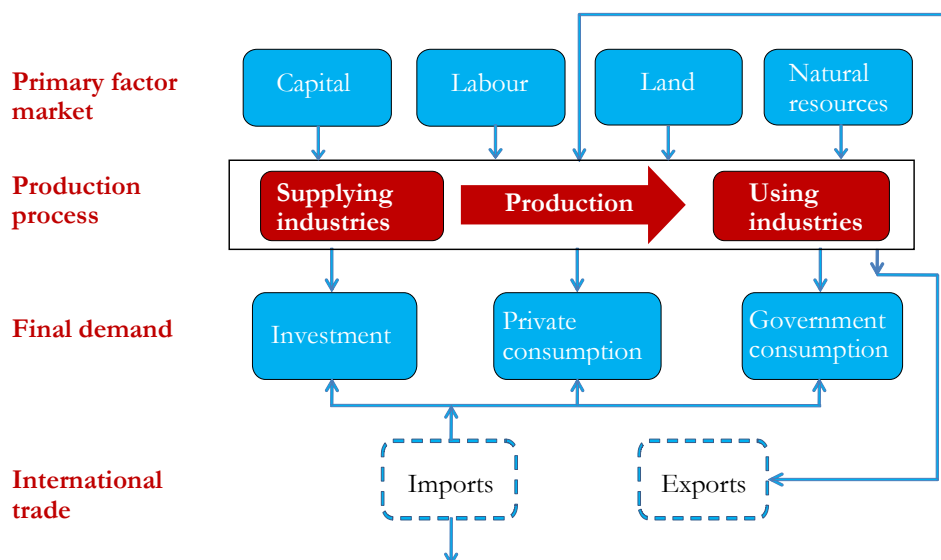 Primary factor
market
Capital
Labour
Land
Natural
resources
Production
process
Supplying
industries
Production
Using
industries
Final demand
Investment
Private
consumption
Government
consumption
International
trade
Imports
Exports